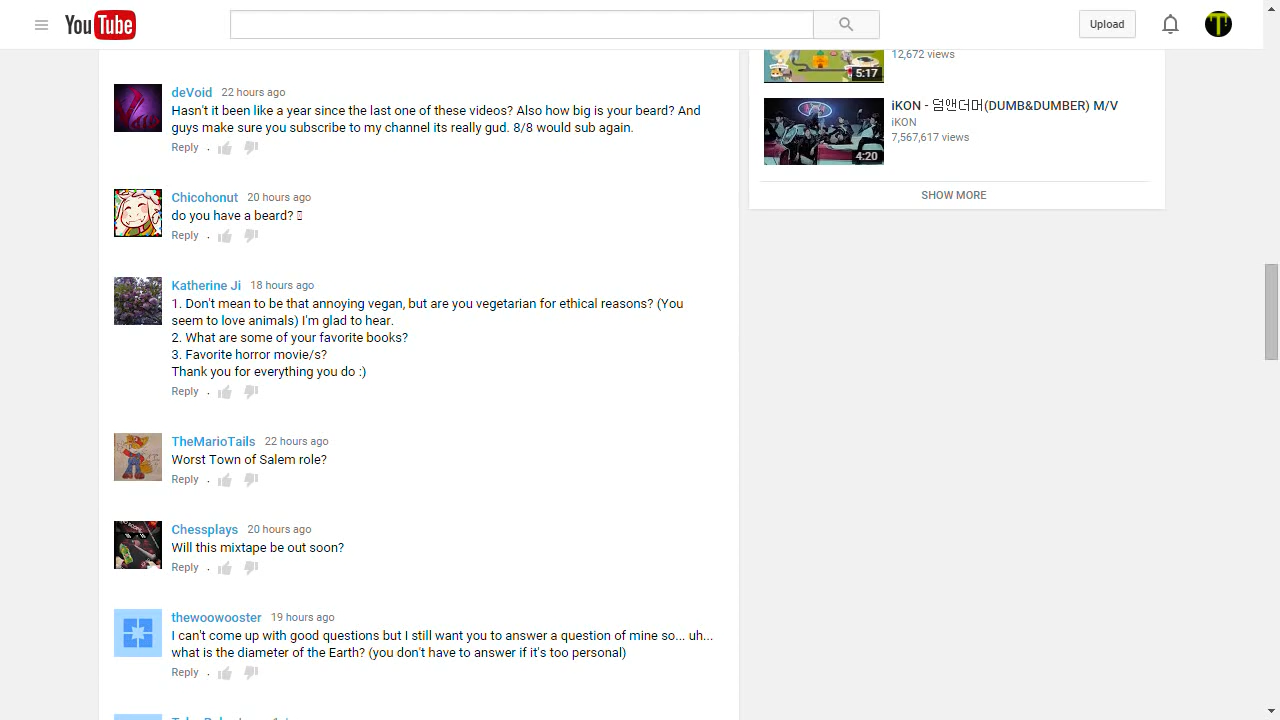 YouTube
Upload
deVoid 22 hours ago
Hasn't it been like a year since the last one of these videos? Also how big is your beard? And
guys make sure you subscribe to my channel its really gud. 8/8 would sub again.
Reply .
Chicohonut 20 hours ago
do you have a beard?
Reply .
Katherine Ji 18 hours ago
1. Don't mean to be that annoying vegan, but are you vegetarian for ethical reasons? (You
seem to love animals) I'm glad to hear.
2. What are some of your favorite books?
3. Favorite horror movie/s?
Thank you for everything you do :)
Reply .
TheMarioTails 22 hours ago
Worst Town of Salem role?
Reply .
Chessplays 20 hours ago
Will this mixtape be out soon?
Reply .
thewoowooster 19 hours ago
I can't come up with good questions but I still want you to answer a question of mine so... uh...
what is the diameter of the Earth? (you don't have to answer if it's too personal)
Reply .
12,672 views
5:17
iKON - 덤앤더머(DUMB&DUMBER) M/V
iKON
7,567,617 views
4:20
SHOW MORE